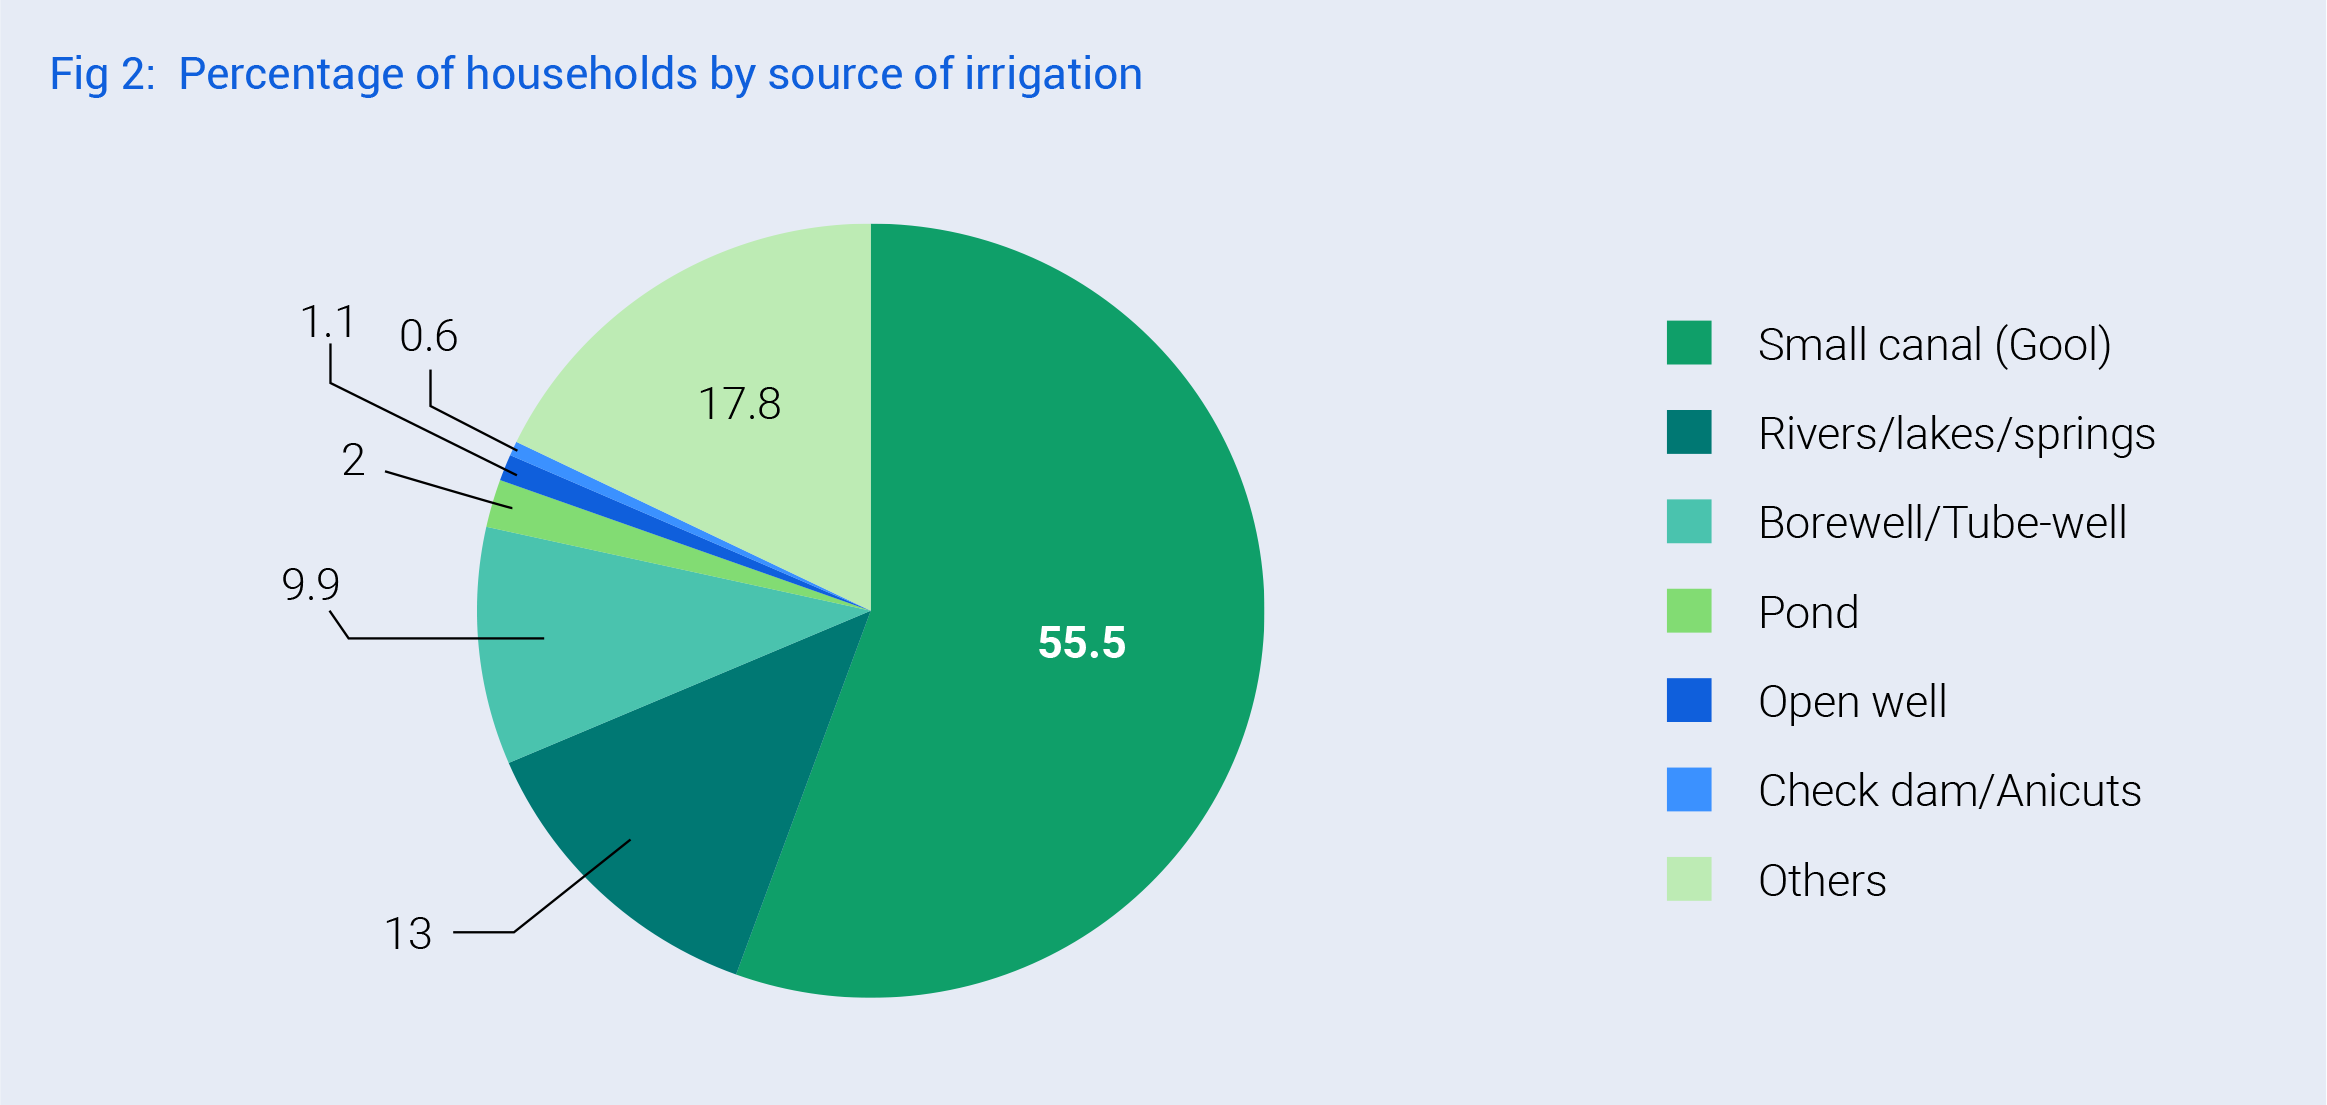 Fig 2: Percentage of households by source of irrigation
1.1
0.6
17.8
2
9.9
55.5
13
Small canal (Gool)
Rivers/lakes/springs
Borewell/Tube-well
Pond
Open well
Check dam/Anicuts
Others